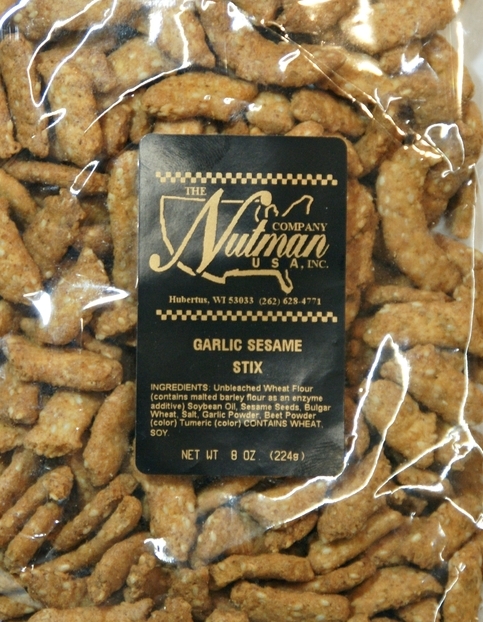 THE
Nutman
COMPANY
USA, INC.
Hubertus, WI 53033 (262) 628-4771
GARLIC SESAME
STIX
INGREDIENTS: Unbleached Wheat Flour
(contains malted barley flour as an enzyme
additive) Soybean Oil, Sesame Seeds, Bulgar
Wheat, Salt, Garlic Powder, Beet Powder
(color) Tumeric (color) CONTAINS WHEAT,
SOY.
NET WT 8 OZ. (224g)